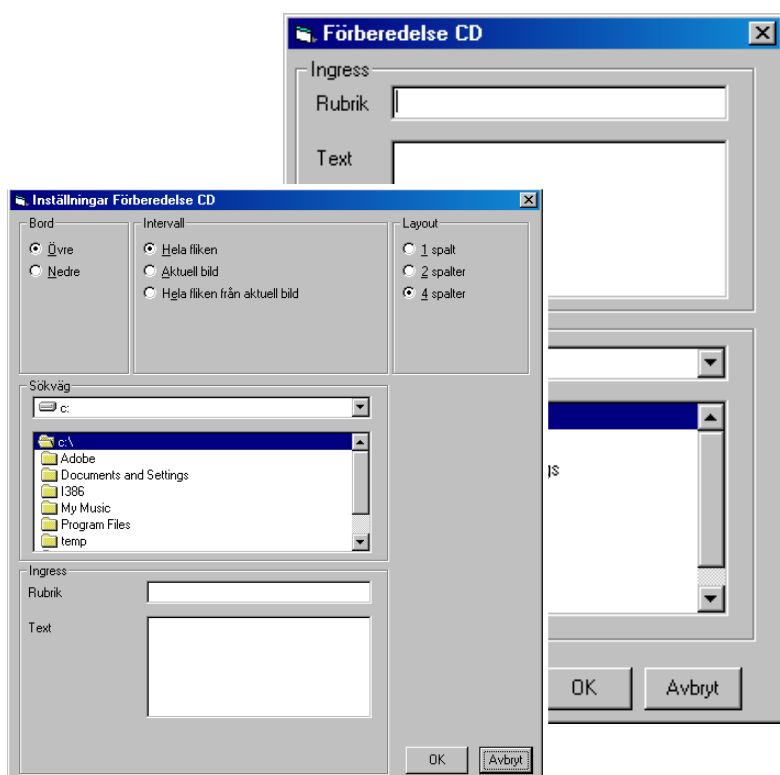 Förberedelse CD
Ingress
Rubrik
Text
gs
OK Avbryt
Inställningar Förberedelse CD
Bord
Övre
Nedre
Intervall
Hela fliken
Aktuell bild
Hela fliken från aktuell bild
Layout
1 spalt
2 spalter
4 spalter
Sökväg
c:
c:\
Adobe
Documents and Settings
I386
My Music
Program Files
temp
Ingress
Rubrik
Text
OK Avbryt